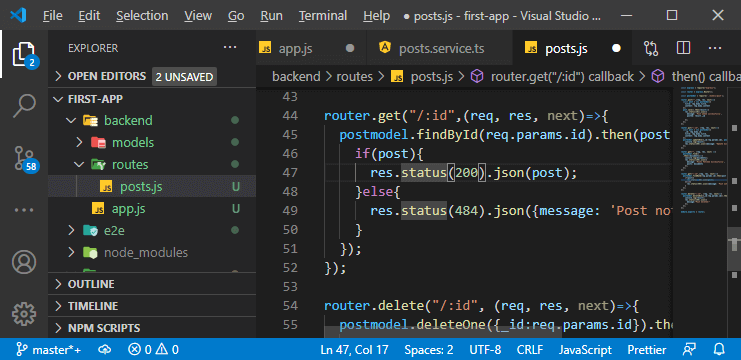 File Edit Selection View Go Run Terminal Help posts.js ● first-app - Visual Studio ...
EXPLORER
OPEN EDITORS 2 UNSAVED
FIRST-APP
backend
models
routes
JS posts.js U
JS app.js U
e2e
node_modules
OUTLINE
TIMELINE
NPM SCRIPTS
2
58
JS app.js posts.service.ts JS posts.js
backend > routes > JS posts.js > router.get("/:id") callback > then() callba
43
44 router.get("/:id",(req, res, next)=>{
45 postmodel.findById(req.params.id).then(post
46 if(post){
47 res.status(200).json(post);
48 }else{
49 res.status(484).json({message: 'Post no
50 }
51 });
52 });
53
54 router.delete("/:id", (req, res, next)=>{
55 postmodel.deleteOne({_id:req.params.id}).the
master*+ 0 0 Ln 47, Col 17 Spaces: 2 UTF-8 CRLF JavaScript Prettier